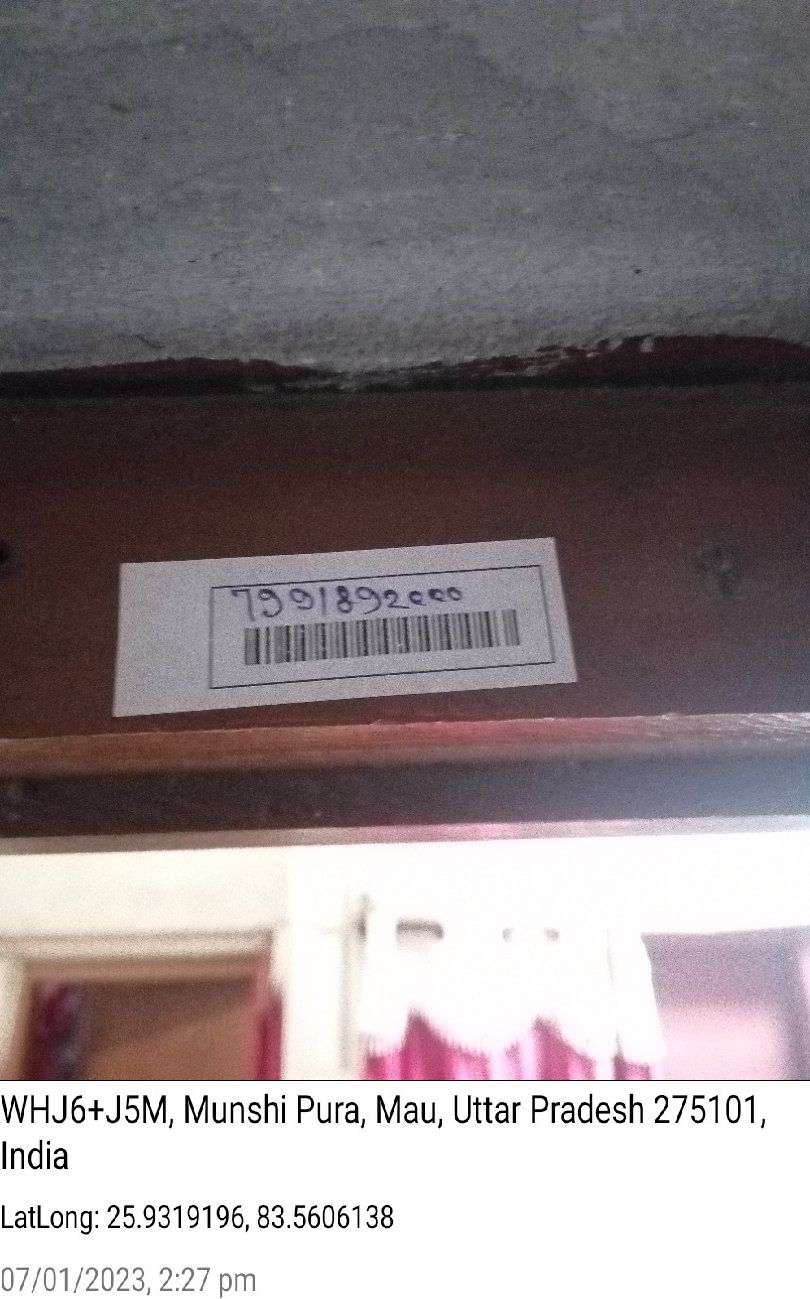 7991892000
WHJ6+J5M, Munshi Pura, Mau, Uttar Pradesh 275101,
India
LatLong: 25.9319196, 83.5606138
07/01/2023, 2:27 pm